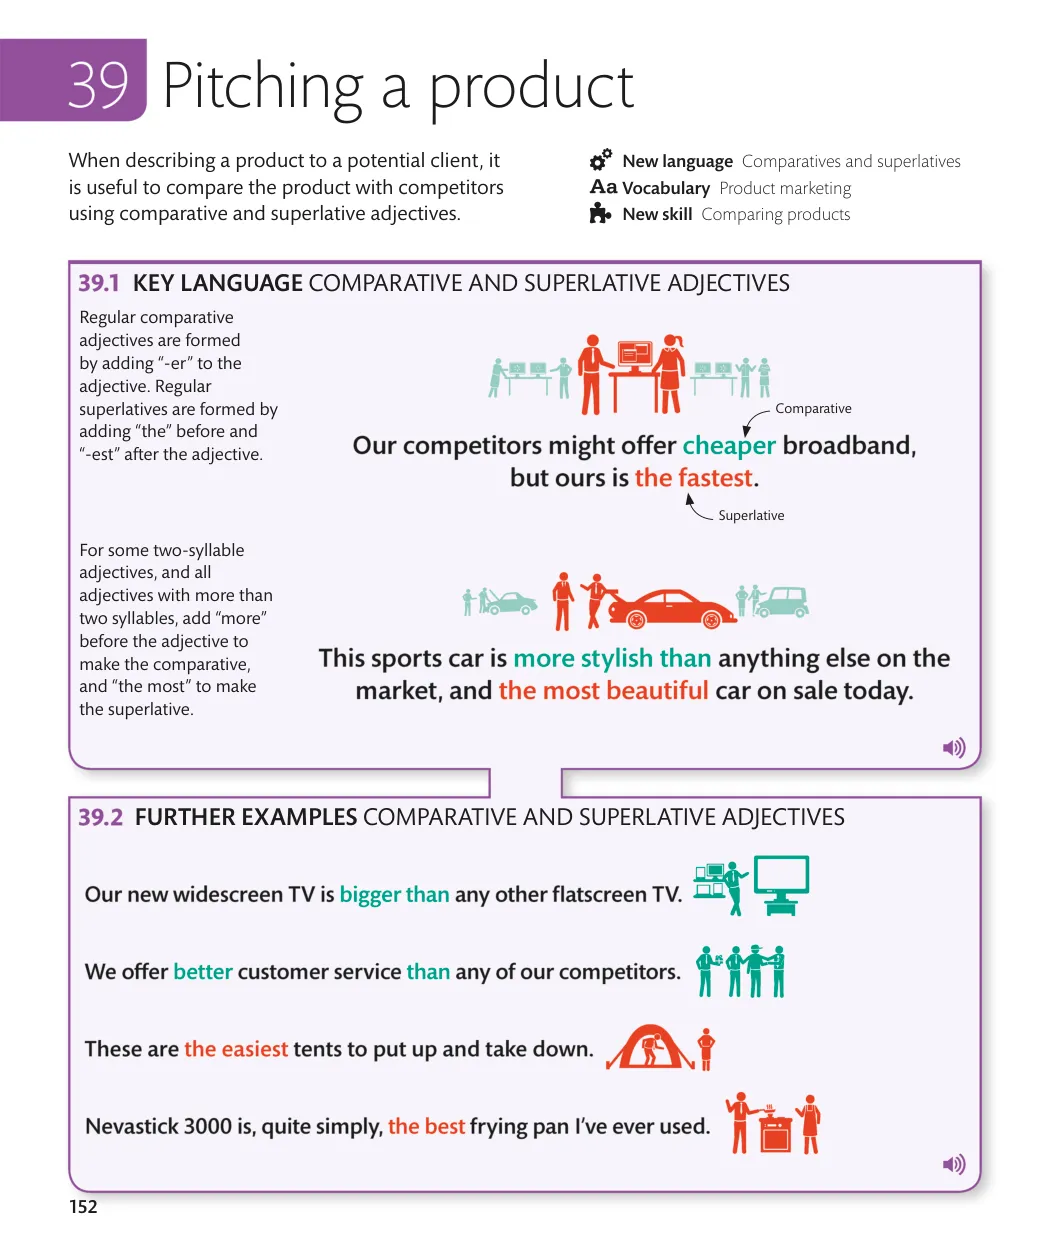 39 Pitching a product
When describing a product to a potential client, it
is useful to compare the product with competitors
using comparative and superlative adjectives.
New language Comparatives and superlatives
Aa Vocabulary Product marketing
New skill Comparing products
39.1 KEY LANGUAGE COMPARATIVE AND SUPERLATIVE ADJECTIVES
Regular comparative
adjectives are formed
by adding “-er” to the
adjective. Regular
superlatives are formed by
adding “the” before and
“-est” after the adjective.
Comparative
Our competitors might offer cheaper broadband,
but ours is the fastest.
Superlative
For some two-syllable
adjectives, and all
adjectives with more than
two syllables, add “more”
before the adjective to
make the comparative,
and “the most” to make
the superlative.
This sports car is more stylish than anything else on the
market, and the most beautiful car on sale today.
39.2 FURTHER EXAMPLES COMPARATIVE AND SUPERLATIVE ADJECTIVES
Our new widescreen TV is bigger than any other flatscreen TV.
We offer better customer service than any of our competitors.
These are the easiest tents to put up and take down.
Nevastick 3000 is, quite simply, the best frying pan I’ve ever used.
152